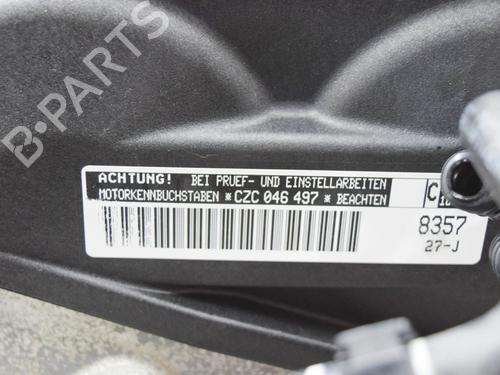 B-PARTS
ACHTUNG! BEI PRUEF- UND EINSTELLARBEITEN
MOTORKENNBUCHSTABEN *CZC 046 497* BEACHTEN
8357
27-J